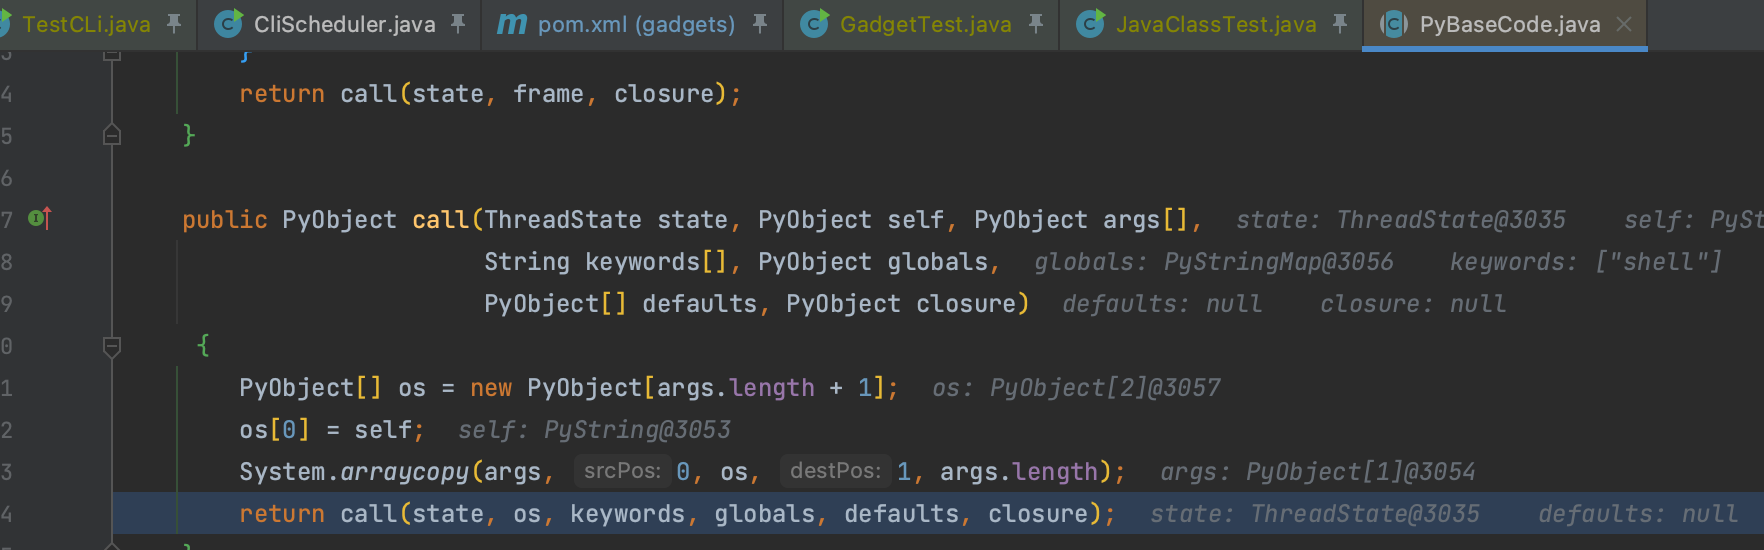 TestCLi.java CliScheduler.java pom.xml (gadgets) GadgetTest.java JavaClassTest.java PyBaseCode.java
}
4 return call(state, frame, closure);
5 }
6
7 public PyObject call(ThreadState state, PyObject self, PyObject args[], state: ThreadState@3035 self: PySt
8 String keywords[], PyObject globals, globals: PyStringMap@3056 keywords: ["shell"]
9 PyObject[] defaults, PyObject closure) defaults: null closure: null
0 {
1 PyObject[] os = new PyObject[args.length + 1]; os: PyObject[2]@3057
2 os[0] = self; self: PyString@3053
3 System.arraycopy(args, srcPos: 0, os, destPos: 1, args.length); args: PyObject[1]@3054
4 return call(state, os, keywords, globals, defaults, closure); state: ThreadState@3035 defaults: null
}